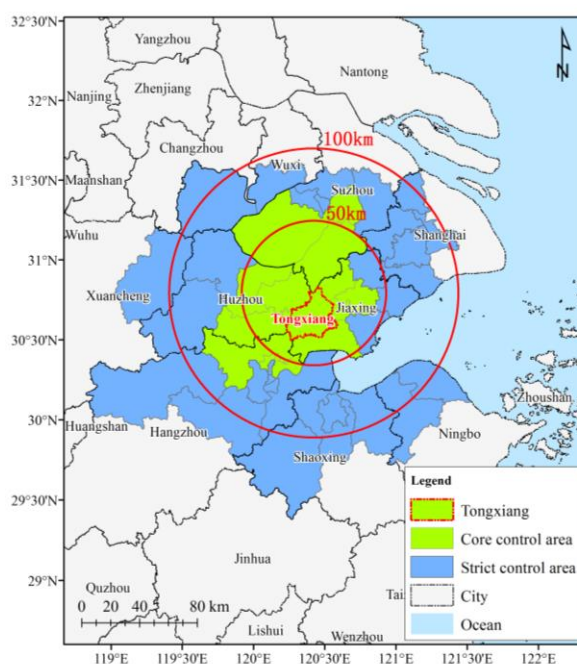 32°30'N
32°N
31°30'N
31°N
30°30'N
30°N
29°30'N
29°N
Yangzhou
Nantong
Zhenjiang
Nanjing
Changzhou
100km
Wuxi
Maanshan
Suzhou
50km
Wuhu
Shanghai
Xuancheng
Huzhou
Jiaxing
Tongxiang
Zhoushan
Huangshan
Hangzhou
Ningbo
Shaoxing
Jinhua
Quzhou
Tai
Lishui
Wenzhou
N
Legend
Tongxiang
Core control area
Strict control area
City
Ocean
0 20 40 60 80 km
119°E 119°30'E 120°E 120°30'E 121°E 121°30'E 122°E